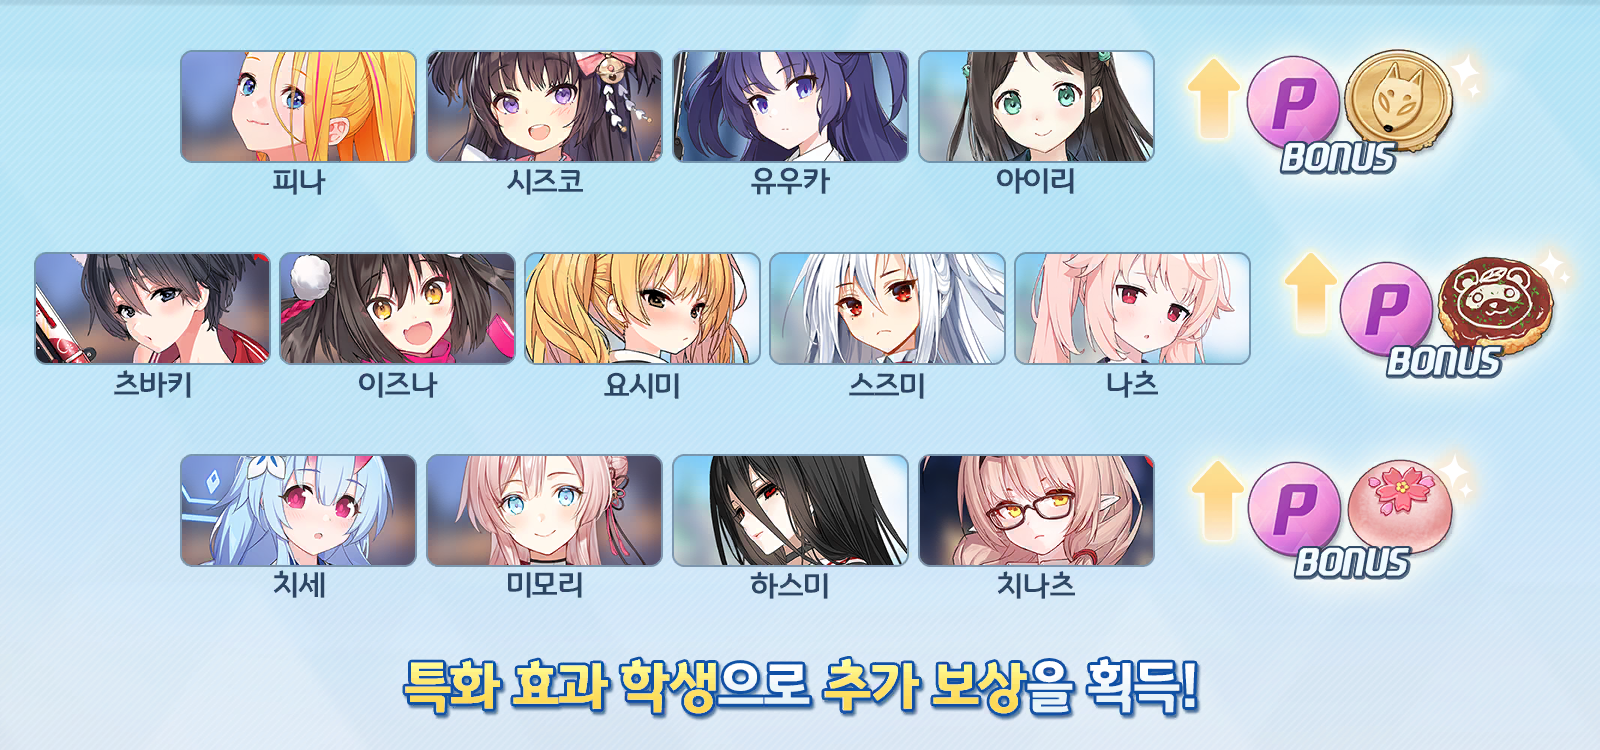 피나 시즈코 유우카 아이리
P BONUS
츠바키 이즈나 요시미 스즈미 나츠
P BONUS
치세 미모리 하스미 치나츠
P BONUS
특화 효과 학생으로 추가 보상을 획득!